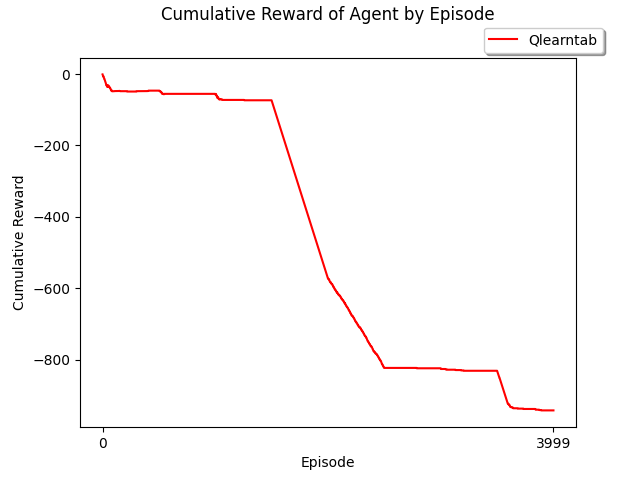 Cumulative Reward of Agent by Episode
Qlearntab
0
−200
−400
−600
−800
Cumulative Reward
0
3999
Episode